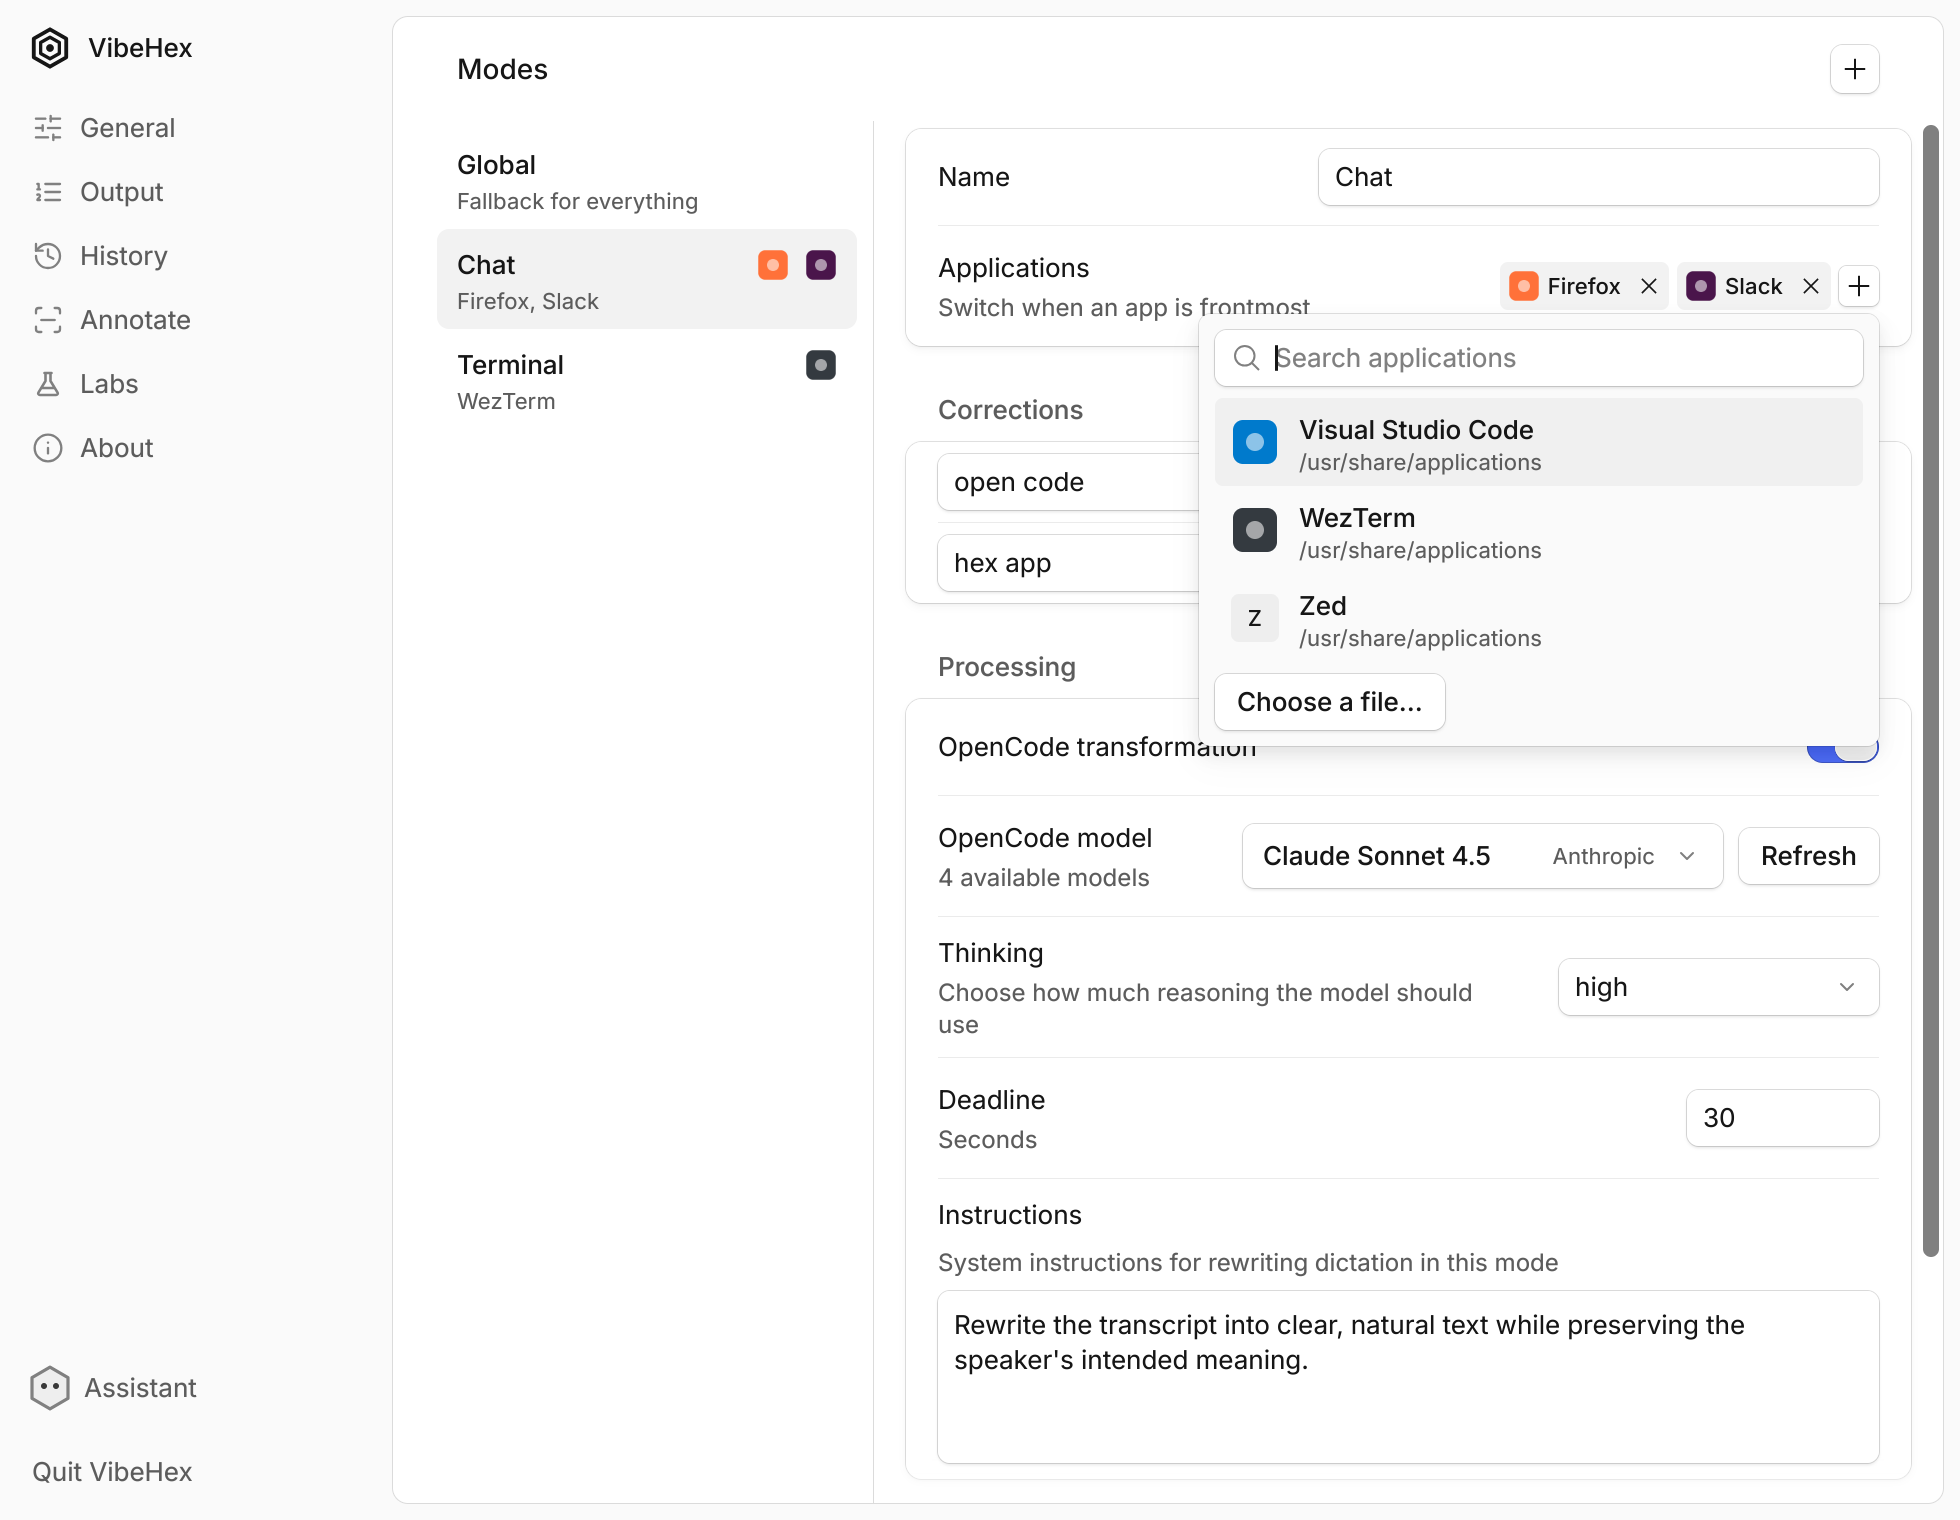 VibeHex
General
Output
History
Annotate
Labs
About
Assistant
Quit VibeHex
Modes
Global
Fallback for everything
Chat
Firefox, Slack
Terminal
WezTerm
Name
Chat
Applications
Switch when an app is frontmost
Firefox
Slack
Search applications
Visual Studio Code
/usr/share/applications
WezTerm
/usr/share/applications
Z
Zed
/usr/share/applications
Choose a file...
Corrections
open code
hex app
Processing
OpenCode transformation
OpenCode model
4 available models
Claude Sonnet 4.5
Anthropic
Refresh
Thinking
Choose how much reasoning the model should
use
high
Deadline
Seconds
30
Instructions
System instructions for rewriting dictation in this mode
Rewrite the transcript into clear, natural text while preserving the
speaker's intended meaning.